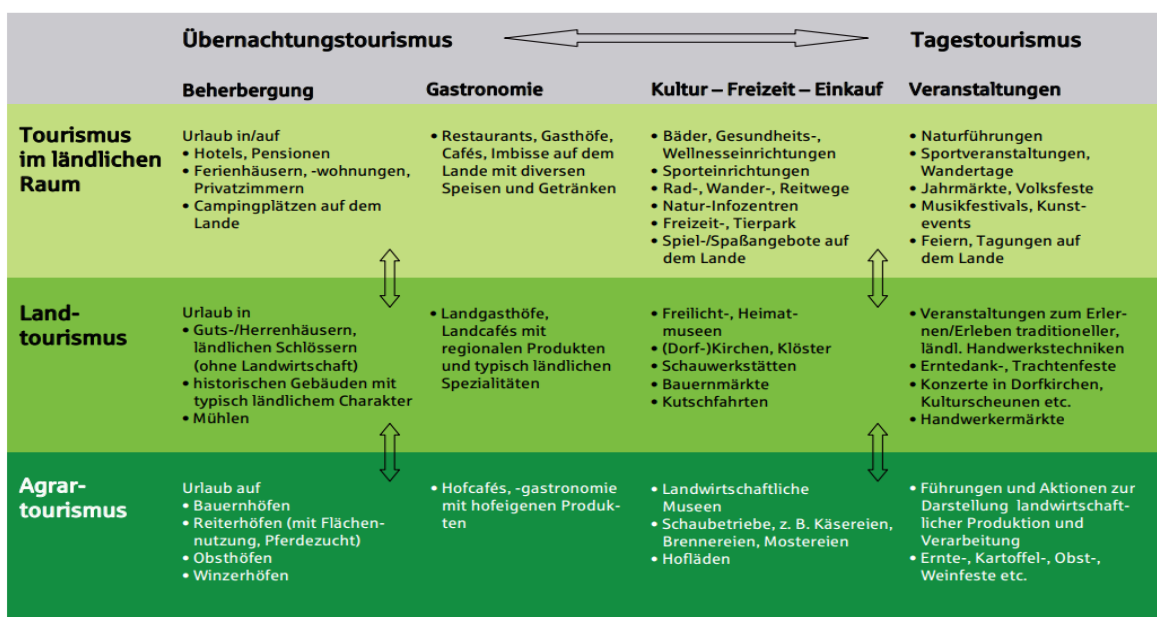 Übernachtungstourismus
Tagestourismus
Beherbergung
Gastronomie
Kultur – Freizeit – Einkauf
Veranstaltungen
Tourismus
im ländlichen
Raum
Urlaub in/auf
• Hotels, Pensionen
• Ferienhäusern, -wohnungen,
Privatzimmern
• Campingplätzen auf dem
Lande
• Restaurants, Gasthöfe,
Cafés, Imbisse auf dem
Lande mit diversen
Speisen und Getränken
• Bäder, Gesundheits-,
Wellnesseinrichtungen
• Sporteinrichtungen
• Rad-, Wander-, Reitwege
• Natur-Infozentren
• Freizeit-, Tierpark
• Spiel-/Spaßangebote auf
dem Lande
• Naturführungen
• Sportveranstaltungen,
Wandertage
• Jahrmärkte, Volksfeste
• Musikfestivals, Kunst-
events
• Feiern, Tagungen auf
dem Lande
Land-
tourismus
Urlaub in
• Guts-/Herrenhäusern,
ländlichen Schlössern
(ohne Landwirtschaft)
• historischen Gebäuden mit
typisch ländlichem Charakter
• Mühlen
• Landgasthöfe,
Landcafés mit
regionalen Produkten
und typisch ländlichen
Spezialitäten
• Freilicht-, Heimat-
museen
• (Dorf-)Kirchen, Klöster
• Schauwerkstätten
• Bauernmärkte
• Kutschfahrten
• Veranstaltungen zum Erler-
nen/Erleben traditioneller,
ländl. Handwerkstechniken
• Erntedank-, Trachtenfeste
• Konzerte in Dorfkirchen,
Kulturscheunen etc.
• Handwerkermärkte
Agrar-
tourismus
Urlaub auf
• Bauernhöfen
• Reiterhöfen (mit Flächen-
nutzung, Pferdezucht)
• Obsthöfen
• Winzerhöfen
• Hofcafés, -gastronomie
mit hofeigenen Produk-
ten
• Landwirtschaftliche
Museen
• Schaubetriebe, z. B. Käsereien,
Brennereien, Mostereien
• Hofläden
• Führungen und Aktionen zur
Darstellung landwirtschaft-
licher Produktion und
Verarbeitung
• Ernte-, Kartoffel-, Obst-,
Weinfeste etc.